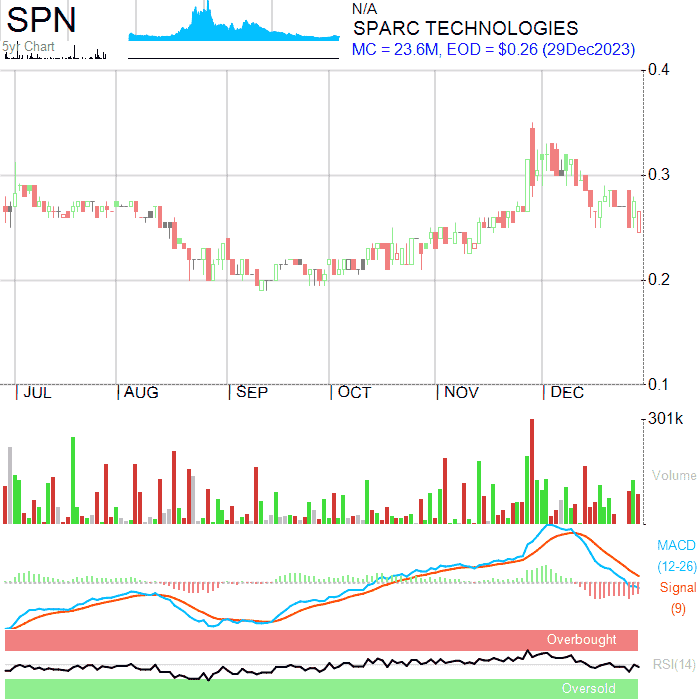 SPN
5yr Chart
N/A
SPARC TECHNOLOGIES
MC = 23.6M, EOD = $0.26 (29Dec2023)
0.4
0.3
0.2
0.1
JUL AUG SEP OCT NOV DEC
301k
Volume
MACD
(12-26)
Signal
(9)
Overbought
RSI(14)
Oversold